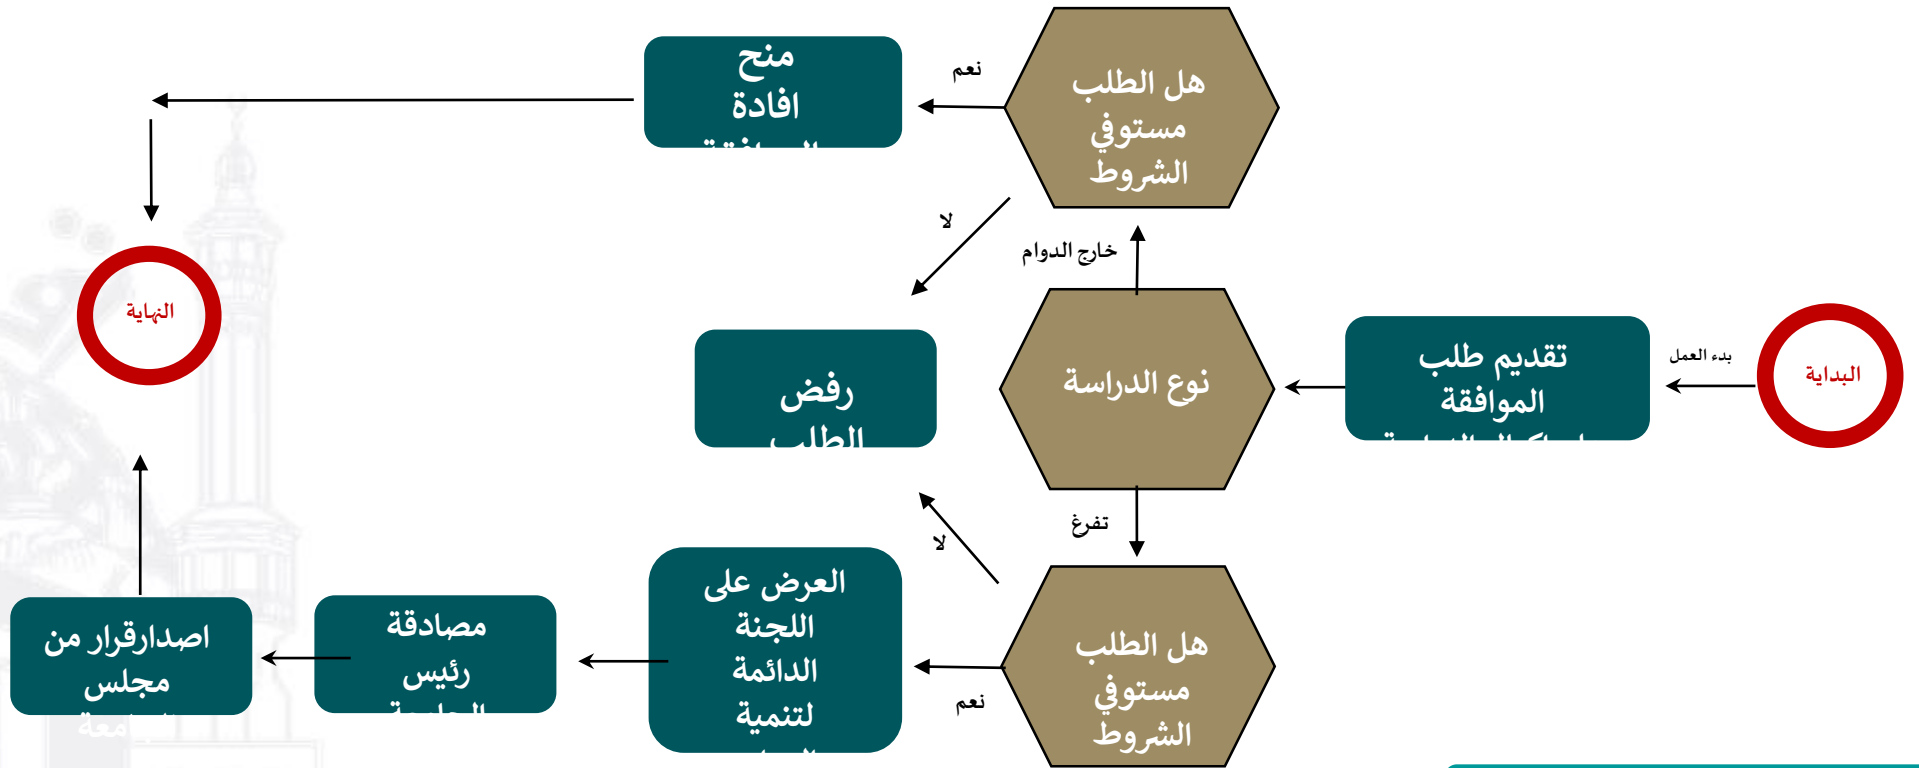 البداية
بدء العمل
تقديم طلب
الموافقة
نوع الدراسة
خارج الدوام
هل الطلب
مستوفي
الشروط
نعم
منح
افادة
لا
رفض
الطلب
النهاية
تفرغ
هل الطلب
مستوفي
الشروط
لا
نعم
العرض على
اللجنة
الدائمة
لتنمية
مصادقة
رئيس
اصدارقرار من
مجلس